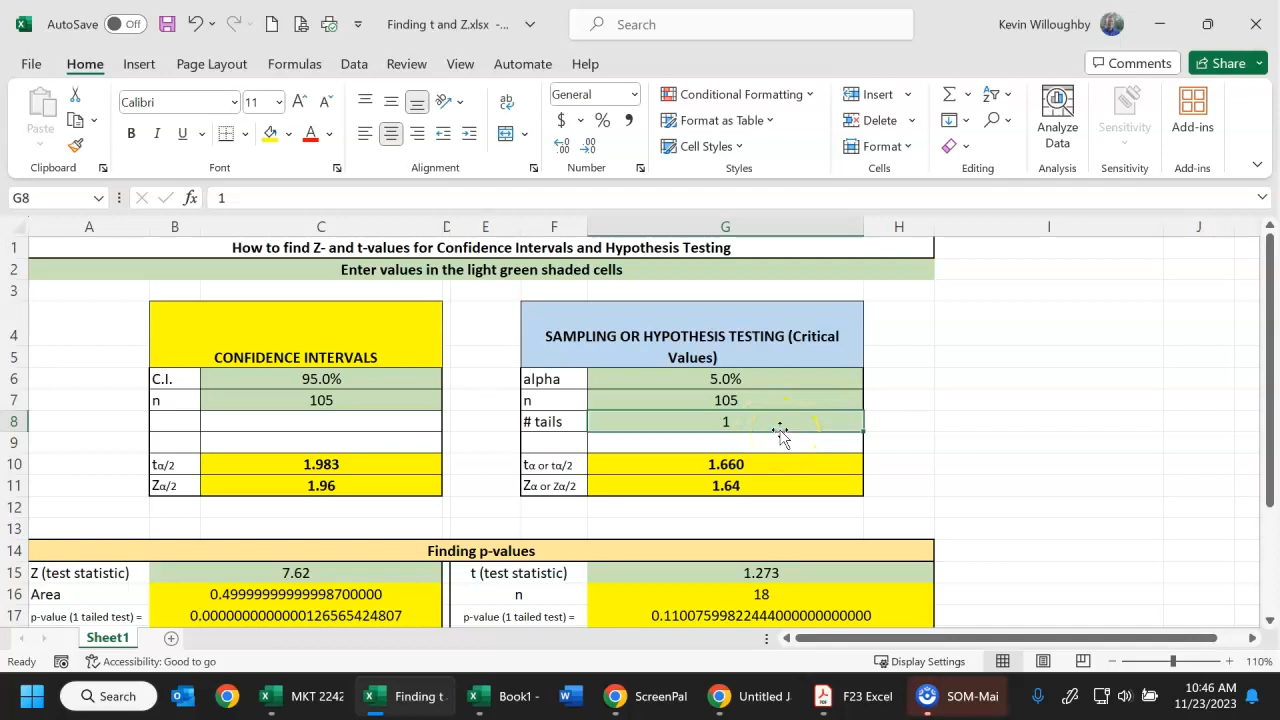 AutoSave Off Finding t and Z.xlsx -... Search Kevin Willoughby
File Home Insert Page Layout Formulas Data Review View Automate Help Comments Share
Paste Calibri 11 General Conditional Formatting Insert
Format as Table Delete Analyze Data Sensitivity Add-ins
Cell Styles Format
Clipboard Font Alignment Number Styles Cells Editing Analysis Sensitivity Add-ins
G8 fx 1
A B C D E F G H I J
1 How to find Z- and t-values for Confidence Intervals and Hypothesis Testing
2 Enter values in the light green shaded cells
3
4 SAMPLING OR HYPOTHESIS TESTING (Critical
5 CONFIDENCE INTERVALS Values)
6 C.I. 95.0% alpha 5.0%
7 n 105 n 105
8 # tails 1
9
10 tα/2 1.983 tα or tα/2 1.660
11 Zα/2 1.96 Zα or Zα/2 1.64
12
13
14 Finding p-values
15 Z (test statistic) 7.62 t (test statistic) 1.273
16 Area 0.49999999999998700000 n 18
17 p-value (1 tailed test) = 0.0000000000000126565424807 p-value (1 tailed test) = 0.11007599822444000000000000
Sheet1
Ready Accessibility: Good to go Display Settings 110%
Search MKT 2242 Finding t Book1 - ScreenPal Untitled J F23 Excel SOM-Mai 10:46 AM
11/23/2023